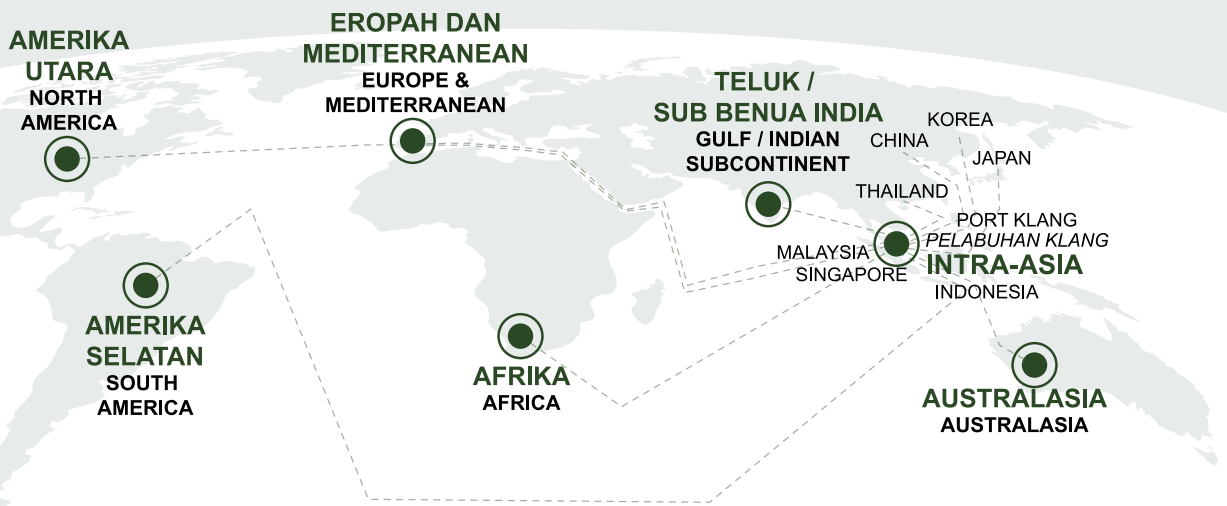 AMERIKA
UTARA
NORTH
AMERICA
EROPAH DAN
MEDITERRANEAN
EUROPE &
MEDITERRANEAN
TELUK /
SUB BENUA INDIA
GULF / INDIAN
SUBCONTINENT
KOREA
CHINA
JAPAN
THAILAND
PORT KLANG
PELABUHAN KLANG
INTRA-ASIA
MALAYSIA
SINGAPORE
INDONESIA
AMERIKA
SELATAN
SOUTH
AMERICA
AFRIKA
AFRICA
AUSTRALASIA
AUSTRALASIA